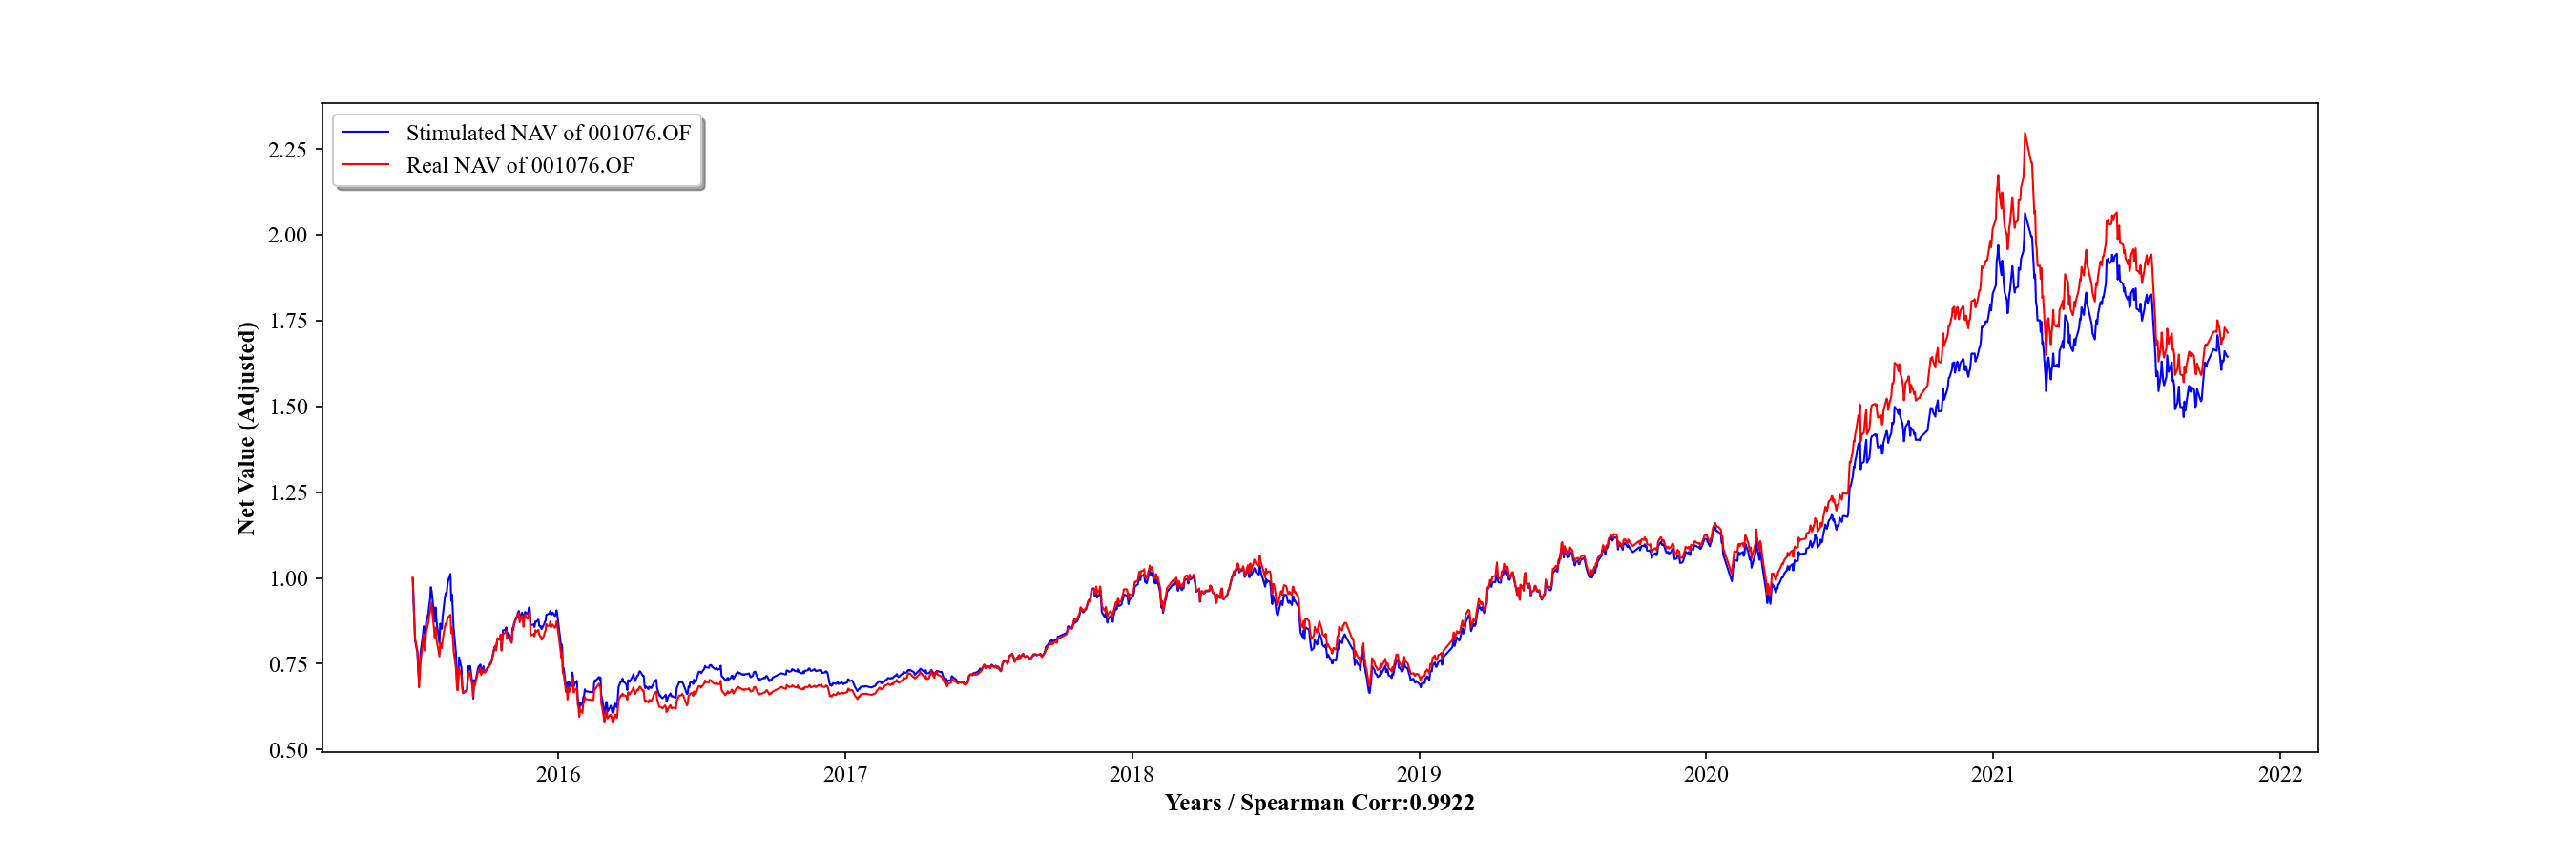 Stimulated NAV of 001076.OF
Real NAV of 001076.OF
Net Value (Adjusted)
2.25
2.00
1.75
1.50
1.25
1.00
0.75
0.50
2016 2017 2018 2019 2020 2021 2022
Years / Spearman Corr:0.9922